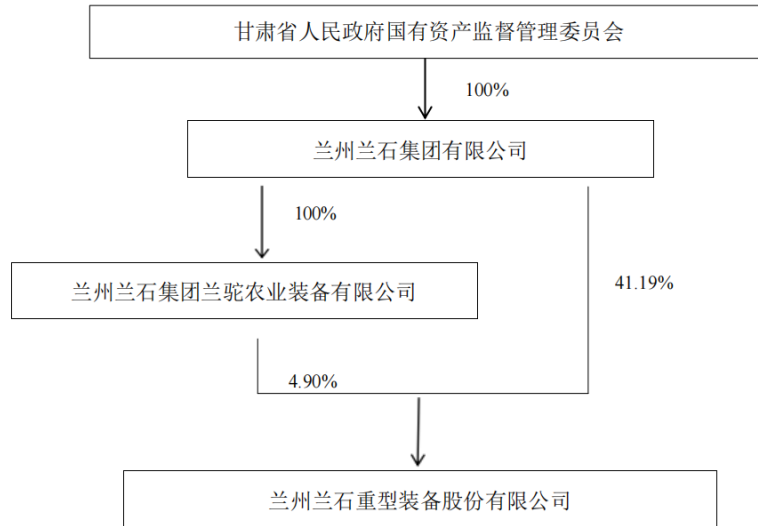 甘肃省人民政府国有资产监督管理委员会
100%
兰州兰石集团有限公司
100%
兰州兰石集团兰驼农业装备有限公司
41.19%
4.90%
兰州兰石重型装备股份有限公司